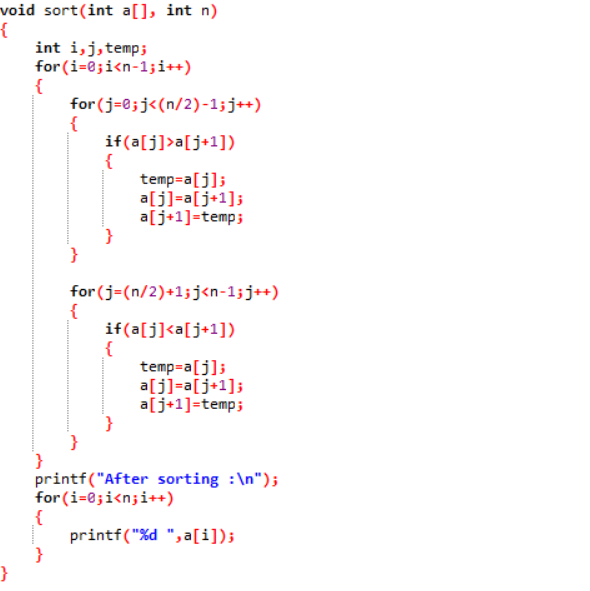 void sort(int a[], int n)
{
    int i,j,temp;
    for(i=0;i<n-1;i++)
    {
        for(j=0;j<(n/2)-1;j++)
        {
            if(a[j]>a[j+1])
            {
                temp=a[j];
                a[j]=a[j+1];
                a[j+1]=temp;
            }
        }

        for(j=(n/2)+1;j<n-1;j++)
        {
            if(a[j]<a[j+1])
            {
                temp=a[j];
                a[j]=a[j+1];
                a[j+1]=temp;
            }
        }
    }
    printf("After sorting :\n");
    for(i=0;i<n;i++)
    {
        printf("%d ",a[i]);
    }
}